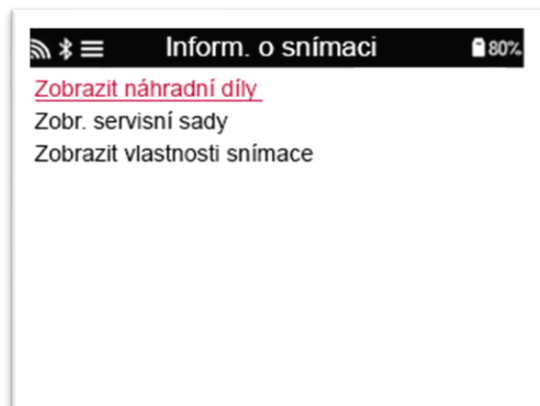 Inform. o snímaci 80%
Zobrazit náhradní díly
Zobr. servisní sady
Zobrazit vlastnosti snímace